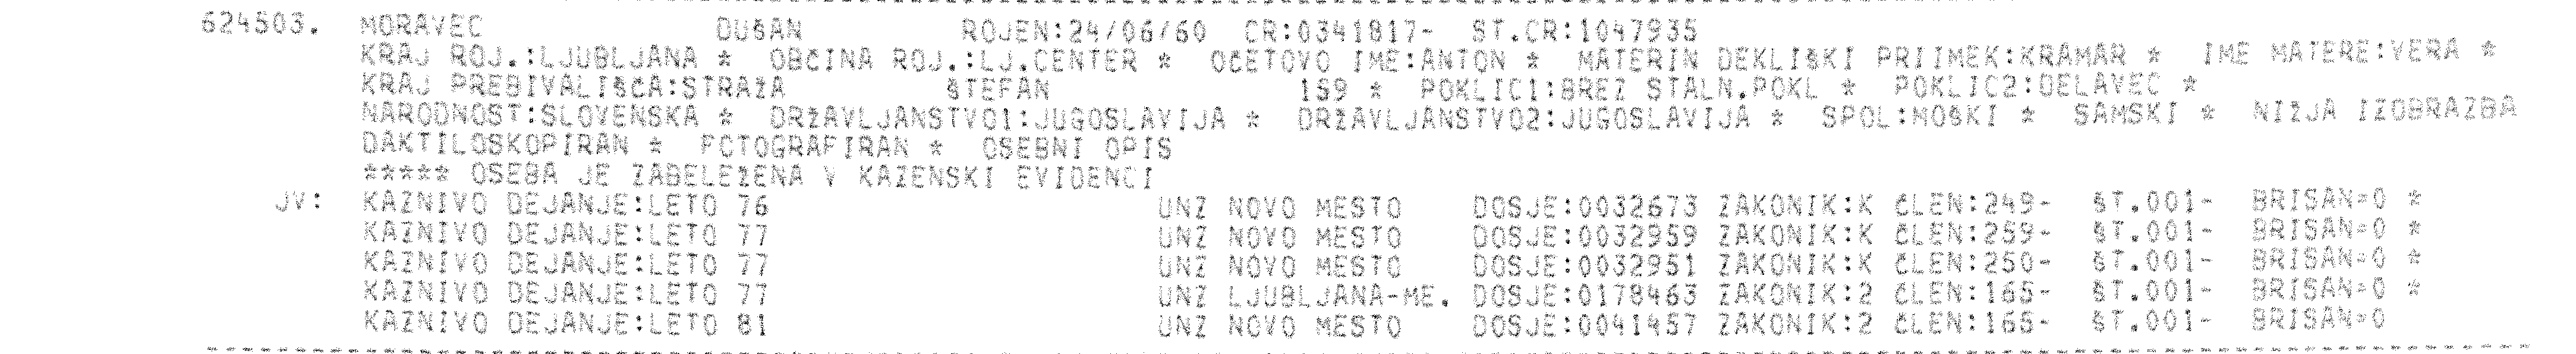 624503. MORAVEC DUŠAN ROJEN:24/06/60 CR:0341817- ST.CR:1047935
KRAJ ROJ.:LJUBLJANA * OBČINA ROJ.:LJ.CENTER * OČETOVO IME:ANTON * MATERIN DEKLIŠKI PRIIMEK:KRAMAR * IME MATERE:VERA *
KRAJ PREBIVALIŠČA:STRAŽA ŠTEFAN 159 * POKLIC1:BREZ STALN.POKL * POKLIC2:DELAVEC *
NARODNOST:SLOVENSKA * DRŽAVLJANSTVO1:JUGOSLAVIJA * DRŽAVLJANSTVO2:JUGOSLAVIJA * SPOL:MOŠKI * SAMSKI * NIŽJA IZOBRAZBA
DAKTILOSKOPIRAN * FOTOGRAFIRAN * OSEBNI OPIS
***** OSEBA JE ZABELEŽENA V KAZENSKI EVIDENCI
JV: KAZNIVO DEJANJE:LETO 76 UNZ NOVO MESTO DOSJE:0032673 ZAKONIK:K ČLEN:249- ŠT.001- BRISAN=0 *
KAZNIVO DEJANJE:LETO 77 UNZ NOVO MESTO DOSJE:0032959 ZAKONIK:K ČLEN:259- ŠT.001- BRISAN=0 *
KAZNIVO DEJANJE:LETO 77 UNZ NOVO MESTO DOSJE:0032951 ZAKONIK:K ČLEN:250- ŠT.001- BRISAN=0 *
KAZNIVO DEJANJE:LETO 77 UNZ LJUBLJANA-ME. DOSJE:0178463 ZAKONIK:2 ČLEN:165- ŠT.001- BRISAN=0 *
KAZNIVO DEJANJE:LETO 81 UNZ NOVO MESTO DOSJE:0041457 ZAKONIK:2 ČLEN:165- ŠT.001- BRISAN=0